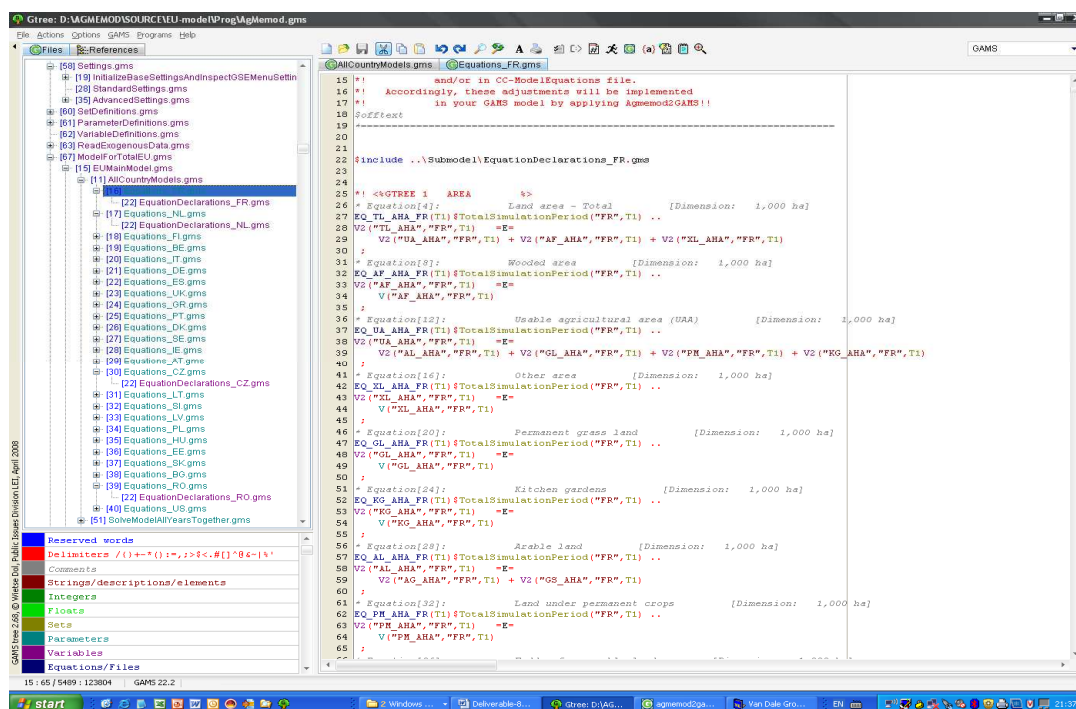 Gtree: D:\AGMEMOD\SOURCE\EU-model\Prog\AgMemod.gms
File Actions Options GAMS Programs Help
Files References
GAMS
[58] Settings.gms
[19] InitializeBaseSettingsAndInspectGSEMenuSettin
[28] StandardSettings.gms
[35] AdvancedSettings.gms
[60] SetDefinitions.gms
[61] ParameterDefinitions.gms
[62] VariableDefinitions.gms
[63] ReadExogenousData.gms
[67] ModelForTotalEU.gms
[15] EUMainModel.gms
[11] AllCountryModels.gms
[16]
[22] EquationDeclarations_FR.gms
[17] Equations_NL.gms
[22] EquationDeclarations_NL.gms
[18] Equations_FI.gms
[19] Equations_BE.gms
[20] Equations_IT.gms
[21] Equations_DE.gms
[22] Equations_ES.gms
[23] Equations_UK.gms
[24] Equations_GR.gms
[25] Equations_PT.gms
[26] Equations_DK.gms
[27] Equations_SE.gms
[28] Equations_IE.gms
[29] Equations_AT.gms
[30] Equations_CZ.gms
[22] EquationDeclarations_CZ.gms
[31] Equations_LT.gms
[32] Equations_SI.gms
[33] Equations_LV.gms
[34] Equations_PL.gms
[35] Equations_HU.gms
[36] Equations_EE.gms
[37] Equations_SK.gms
[38] Equations_BG.gms
[39] Equations_RO.gms
[22] EquationDeclarations_RO.gms
[40] Equations_US.gms
[51] SolveModelAllYearsTogether.gms
Reserved words
Delimiters /()+-*():=,;>$<.#[]^@&~|%'
Comments
Strings/descriptions/elements
Integers
Floats
Sets
Parameters
Variables
Equations/Files
GAMS tree 2.68, © Wietse Dol, Public Issues Division LEI, April 2008
AllCountryModels.gms Equations_FR.gms
15 *! and/or in CC-ModelEquations file.
16 *! Accordingly, these adjustments will be implemented
17 *! in your GAMS model by applying Agmemod2GAMS!!
18 $offtext
19 *------------------------------------------------------------------------
20
21
22 $include ..\Submodel\EquationDeclarations_FR.gms
23
24
25 *! <%GTREE 1 AREA %>
26 * Equation[4]: Land area - Total [Dimension: 1,000 ha]
27 EQ_TL_AHA_FR(T1)$TotalSimulationPeriod("FR",T1) ..
28 V2("TL_AHA","FR",T1) =E=
29 V2("UA_AHA","FR",T1) + V2("AF_AHA","FR",T1) + V2("XL_AHA","FR",T1)
30 ;
31 * Equation[8]: Wooded area [Dimension: 1,000 ha]
32 EQ_AF_AHA_FR(T1)$TotalSimulationPeriod("FR",T1) ..
33 V2("AF_AHA","FR",T1) =E=
34 V("AF_AHA","FR",T1)
35 ;
36 * Equation[12]: Usable agricultural area (UAA) [Dimension: 1,000 ha]
37 EQ_UA_AHA_FR(T1)$TotalSimulationPeriod("FR",T1) ..
38 V2("UA_AHA","FR",T1) =E=
39 V2("AL_AHA","FR",T1) + V2("GL_AHA","FR",T1) + V2("PM_AHA","FR",T1) + V2("KG_AHA","FR",T1)
40 ;
41 * Equation[16]: Other area [Dimension: 1,000 ha]
42 EQ_XL_AHA_FR(T1)$TotalSimulationPeriod("FR",T1) ..
43 V2("XL_AHA","FR",T1) =E=
44 V("XL_AHA","FR",T1)
45 ;
46 * Equation[20]: Permanent grass land [Dimension: 1,000 ha]
47 EQ_GL_AHA_FR(T1)$TotalSimulationPeriod("FR",T1) ..
48 V2("GL_AHA","FR",T1) =E=
49 V("GL_AHA","FR",T1)
50 ;
51 * Equation[24]: Kitchen gardens [Dimension: 1,000 ha]
52 EQ_KG_AHA_FR(T1)$TotalSimulationPeriod("FR",T1) ..
53 V2("KG_AHA","FR",T1) =E=
54 V("KG_AHA","FR",T1)
55 ;
56 * Equation[28]: Arable land [Dimension: 1,000 ha]
57 EQ_AL_AHA_FR(T1)$TotalSimulationPeriod("FR",T1) ..
58 V2("AL_AHA","FR",T1) =E=
59 V2("AG_AHA","FR",T1) + V2("GS_AHA","FR",T1)
60 ;
61 * Equation[32]: Land under permanent crops [Dimension: 1,000 ha]
62 EQ_PM_AHA_FR(T1)$TotalSimulationPeriod("FR",T1) ..
63 V2("PM_AHA","FR",T1) =E=
64 V("PM_AHA","FR",T1)
65 ;
15 : 65 / 5489 : 123804 GAMS 22.2
start 2 Windows ... Deliverable-8... Gtree: D:\AG... agmemod2ga... Van Dale Gro... EN 21:37